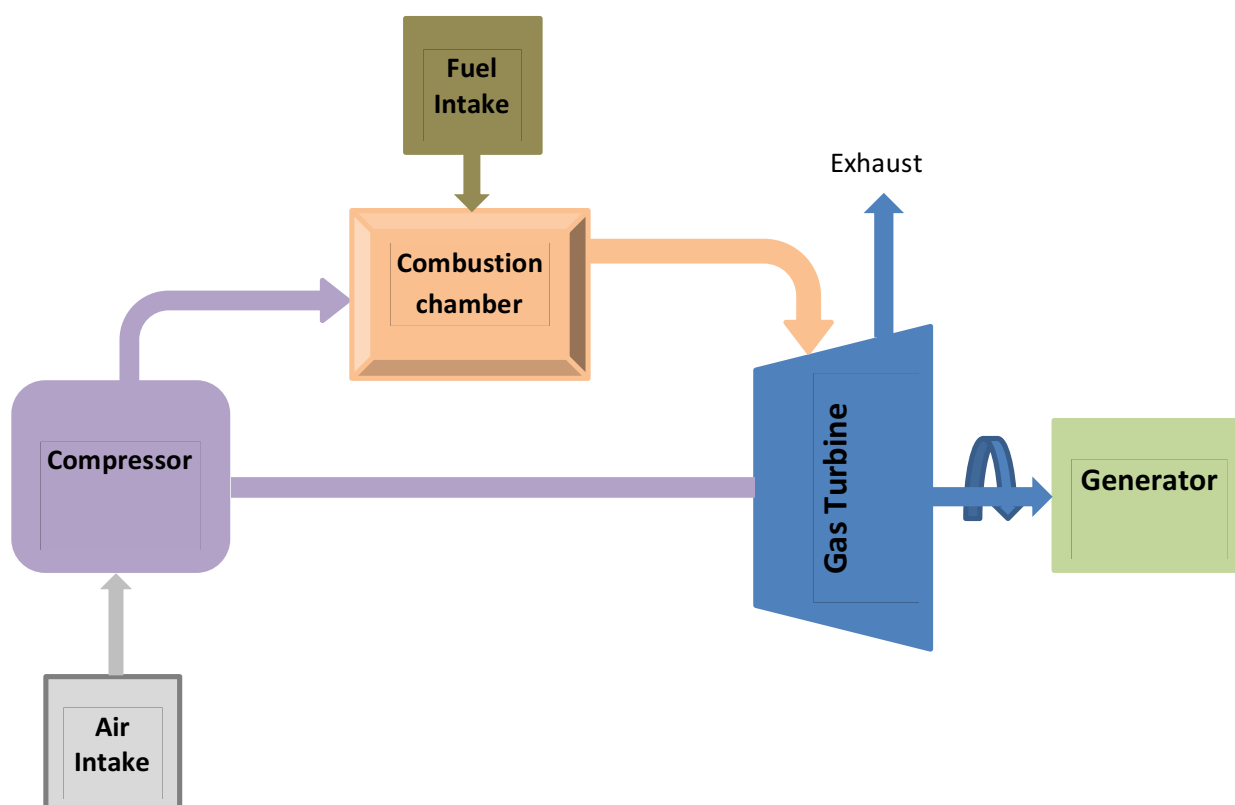 Fuel
Intake
Exhaust
Combustion
chamber
Compressor
Gas Turbine
Generator
Air
Intake